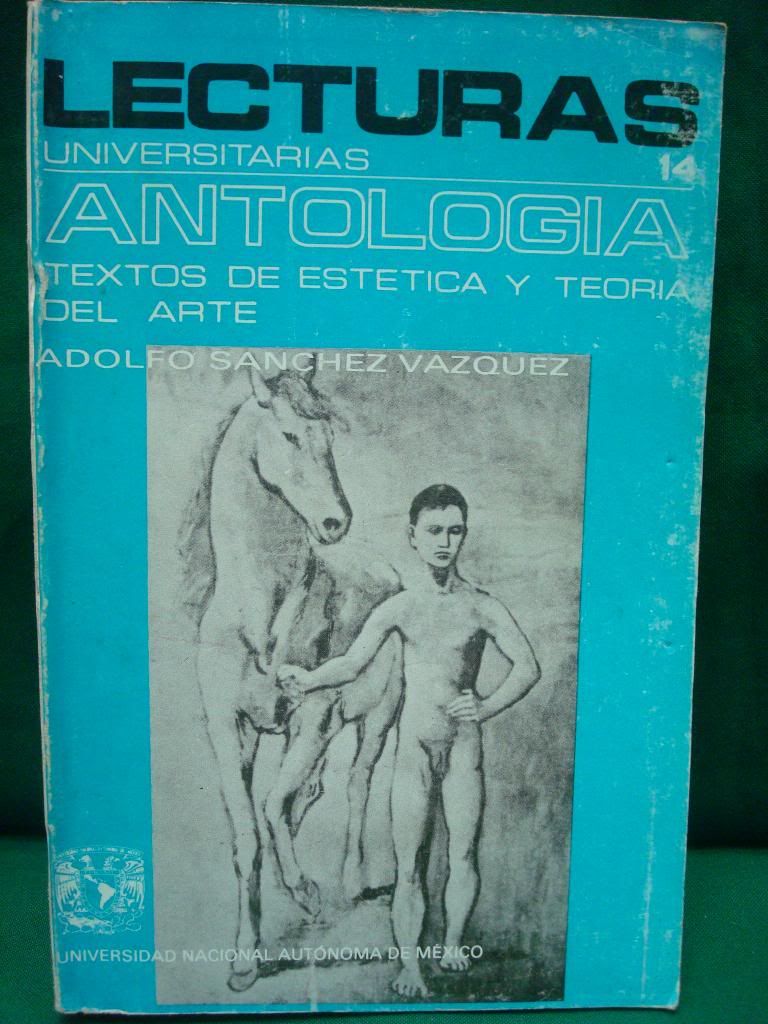 LECTURAS
UNIVERSITARIAS 14
ANTOLOGIA
TEXTOS DE ESTETICA Y TEORIA
DEL ARTE
ADOLFO SANCHEZ VAZQUEZ
UNIVERSIDAD NACIONAL AUTÓNOMA DE MÉXICO